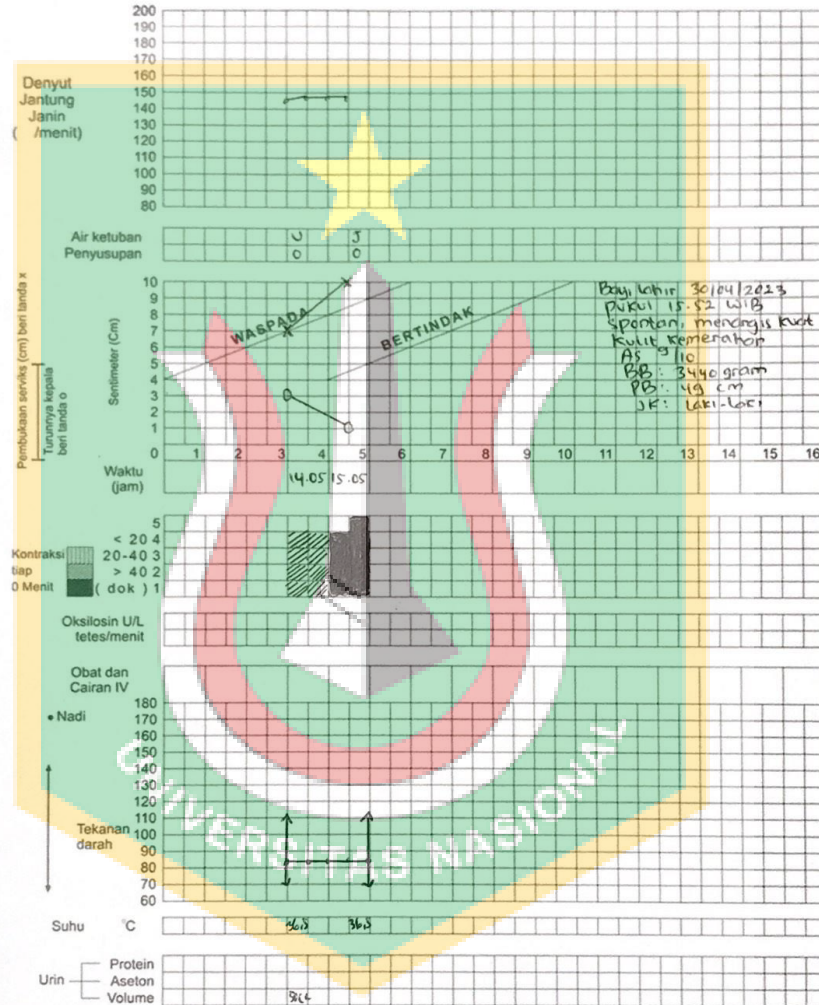 200
190
180
170
160
150
140
130
120
110
100
90
80
Denyut
Jantung
Janin
( /menit)
Air ketuban U J
Penyusupan 0 0
Pembukaan serviks (cm) beri tanda x
Turunnya kepala
beri tanda o
Sentimeter (Cm)
10
9
8
7
6
5
4
3
2
1
0
WASPADA
BERTINDAK
Bayi lahir 30/04/2023
pukul 15.52 WIB
spontan, menangis kuat
kulit kemerahan
AS 9/10
BB: 3440 gram
PB: 49 cm
JK: Laki-Laki
1 2 3 4 5 6 7 8 9 10 11 12 13 14 15 16
Waktu
(jam)
14.05 15.05
Kontraksi
tiap
0 Menit
5
< 20 4
20-40 3
> 40 2
( dok ) 1
Oksilosin U/L
tetes/menit
Obat dan
Cairan IV
• Nadi
Tekanan
darah
180
170
160
150
140
130
120
110
100
90
80
70
60
UNIVERSITAS NASIONAL
Suhu °C 36,5 36,5
Urin
Protein
Aseton
Volume